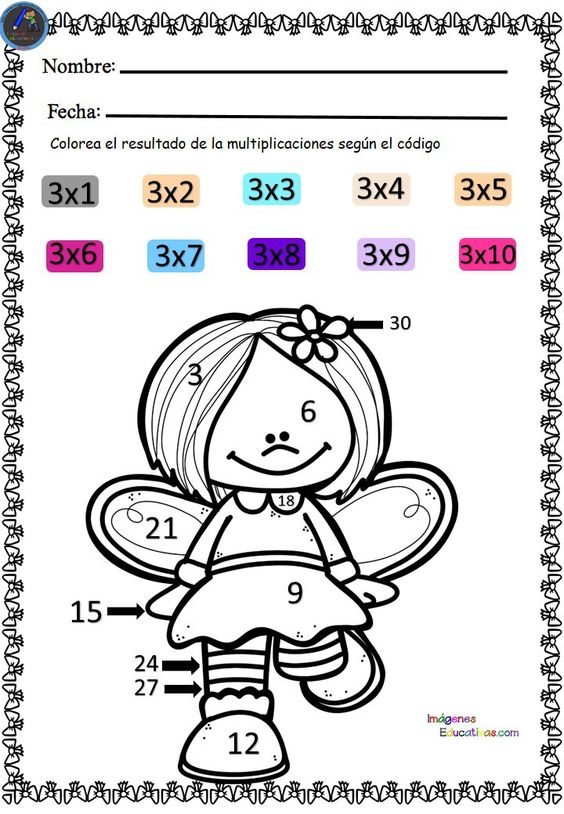 Nombre:
Fecha:
Colorea el resultado de la multiplicaciones según el código
3x1 3x2 3x3 3x4 3x5
3x6 3x7 3x8 3x9 3x10
30
3
6
18
21
9
15
24
27
12
Imágenes
Educativas.com